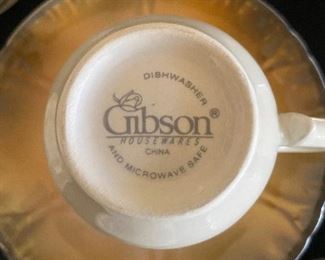 DISHWASHER
Gibson®
HOUSEWARES
CHINA
AND MICROWAVE SAFE